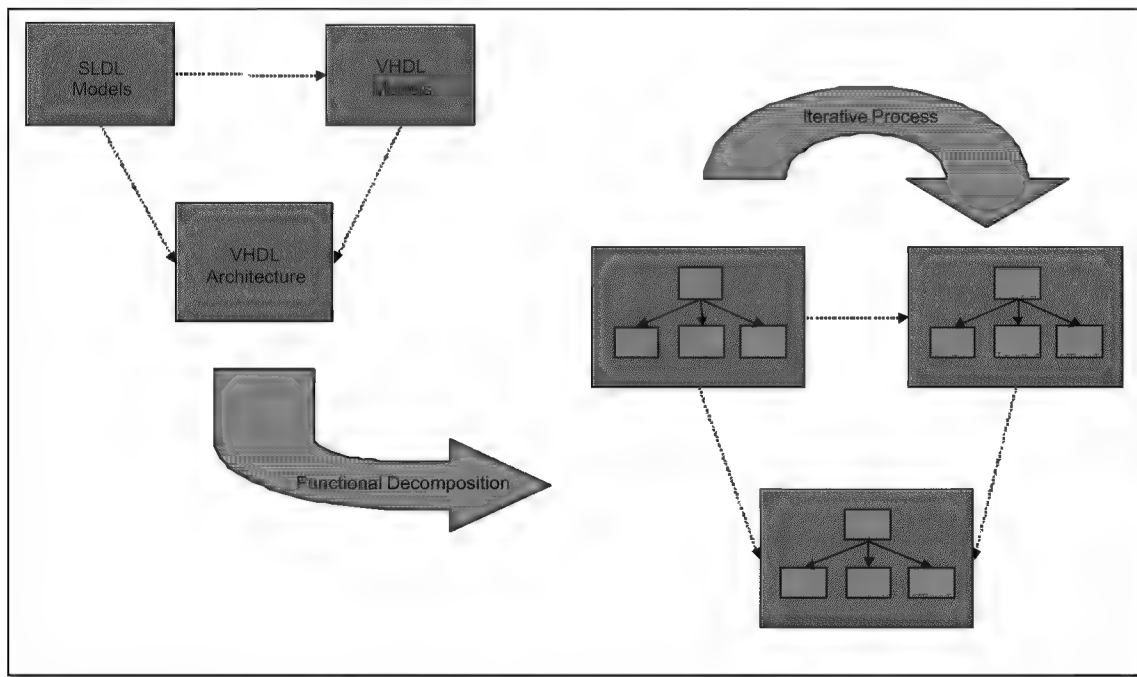 SLDL
Models
VHDL
VHDL
Architecture
Iterative Process
Functional Decomposition